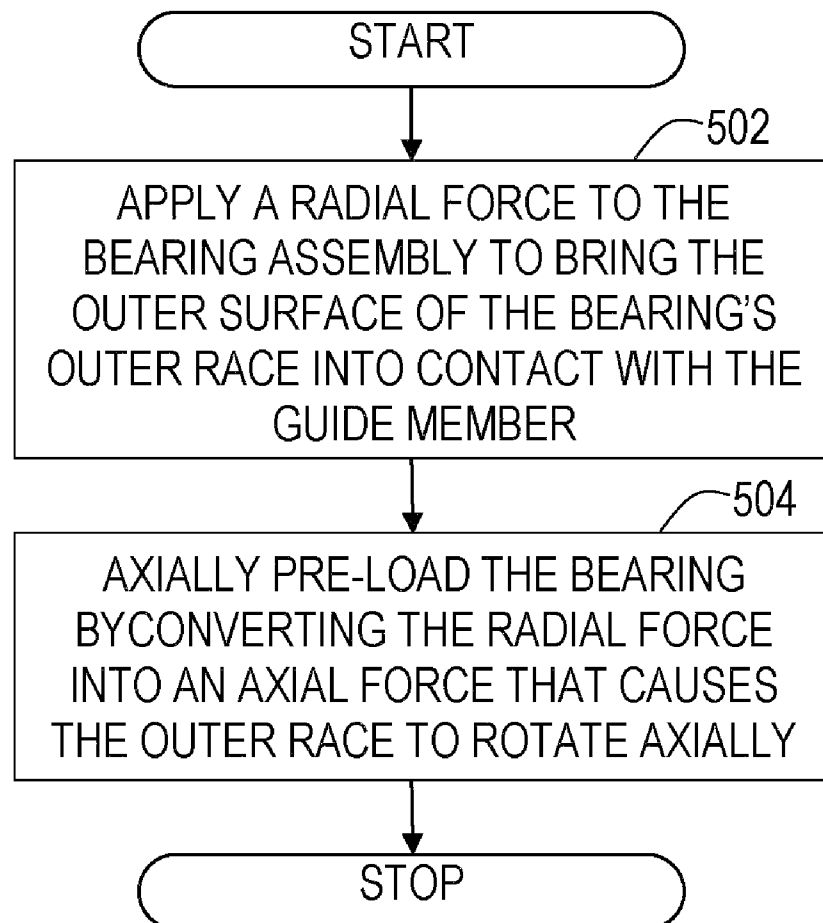 START
502
APPLY A RADIAL FORCE TO THE
BEARING ASSEMBLY TO BRING THE
OUTER SURFACE OF THE BEARING'S
OUTER RACE INTO CONTACT WITH THE
GUIDE MEMBER
504
AXIALLY PRE-LOAD THE BEARING
BYCONVERTING THE RADIAL FORCE
INTO AN AXIAL FORCE THAT CAUSES
THE OUTER RACE TO ROTATE AXIALLY
STOP